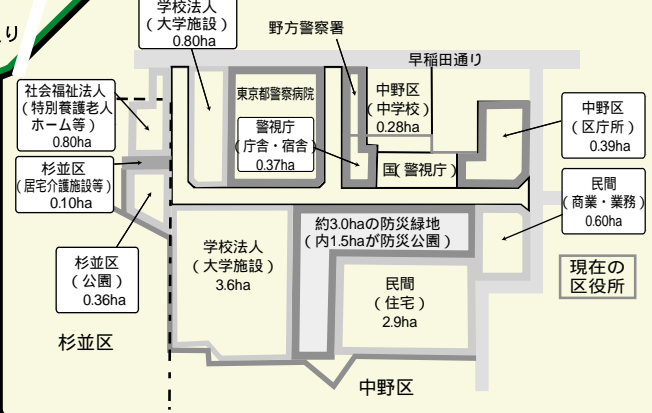 り
学校法人
（大学施設）
0.80ha
野方警察署
早稲田通り
社会福祉法人
（特別養護老人
ホーム等）
0.80ha
東京都警察病院
中野区
（中学校）
0.28ha
警視庁
（庁舎・宿舎）
0.37ha
国（警視庁）
中野区
（区庁所）
0.39ha
杉並区
（居宅介護施設等）
0.10ha
民間
（商業・業務）
0.60ha
杉並区
（公園）
0.36ha
学校法人
（大学施設）
3.6ha
約3.0haの防災緑地
（内1.5haが防災公園）
民間
（住宅）
2.9ha
現在の
区役所
杉並区
中野区